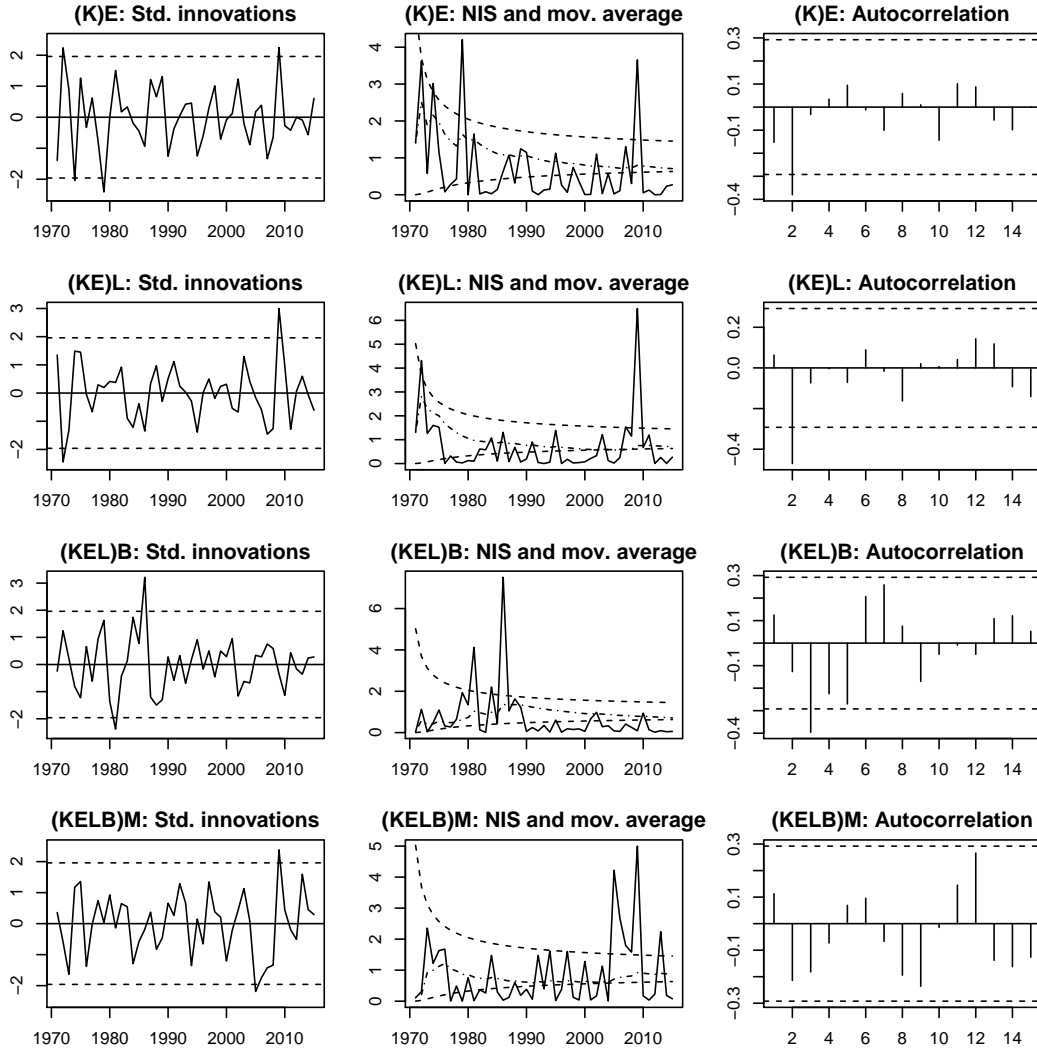 (K)E: Std. innovations
(K)E: NIS and mov. average
(K)E: Autocorrelation
2
1
0
−2
1970 1980 1990 2000 2010
4
3
2
1
0
1970 1980 1990 2000 2010
0.3
0.1
−0.1
−0.4
2 4 6 8 10 12 14
(KE)L: Std. innovations
(KE)L: NIS and mov. average
(KE)L: Autocorrelation
3
2
1
0
−2
1970 1980 1990 2000 2010
6
5
4
3
2
1
0
1970 1980 1990 2000 2010
0.2
0.0
−0.4
2 4 6 8 10 12 14
(KEL)B: Std. innovations
(KEL)B: NIS and mov. average
(KEL)B: Autocorrelation
3
2
1
0
−2
1970 1980 1990 2000 2010
6
4
2
0
1970 1980 1990 2000 2010
0.3
0.1
−0.1
−0.4
2 4 6 8 10 12 14
(KELB)M: Std. innovations
(KELB)M: NIS and mov. average
(KELB)M: Autocorrelation
2
1
0
−2
1970 1980 1990 2000 2010
5
4
3
2
1
0
1970 1980 1990 2000 2010
0.3
0.1
−0.1
−0.3
2 4 6 8 10 12 14